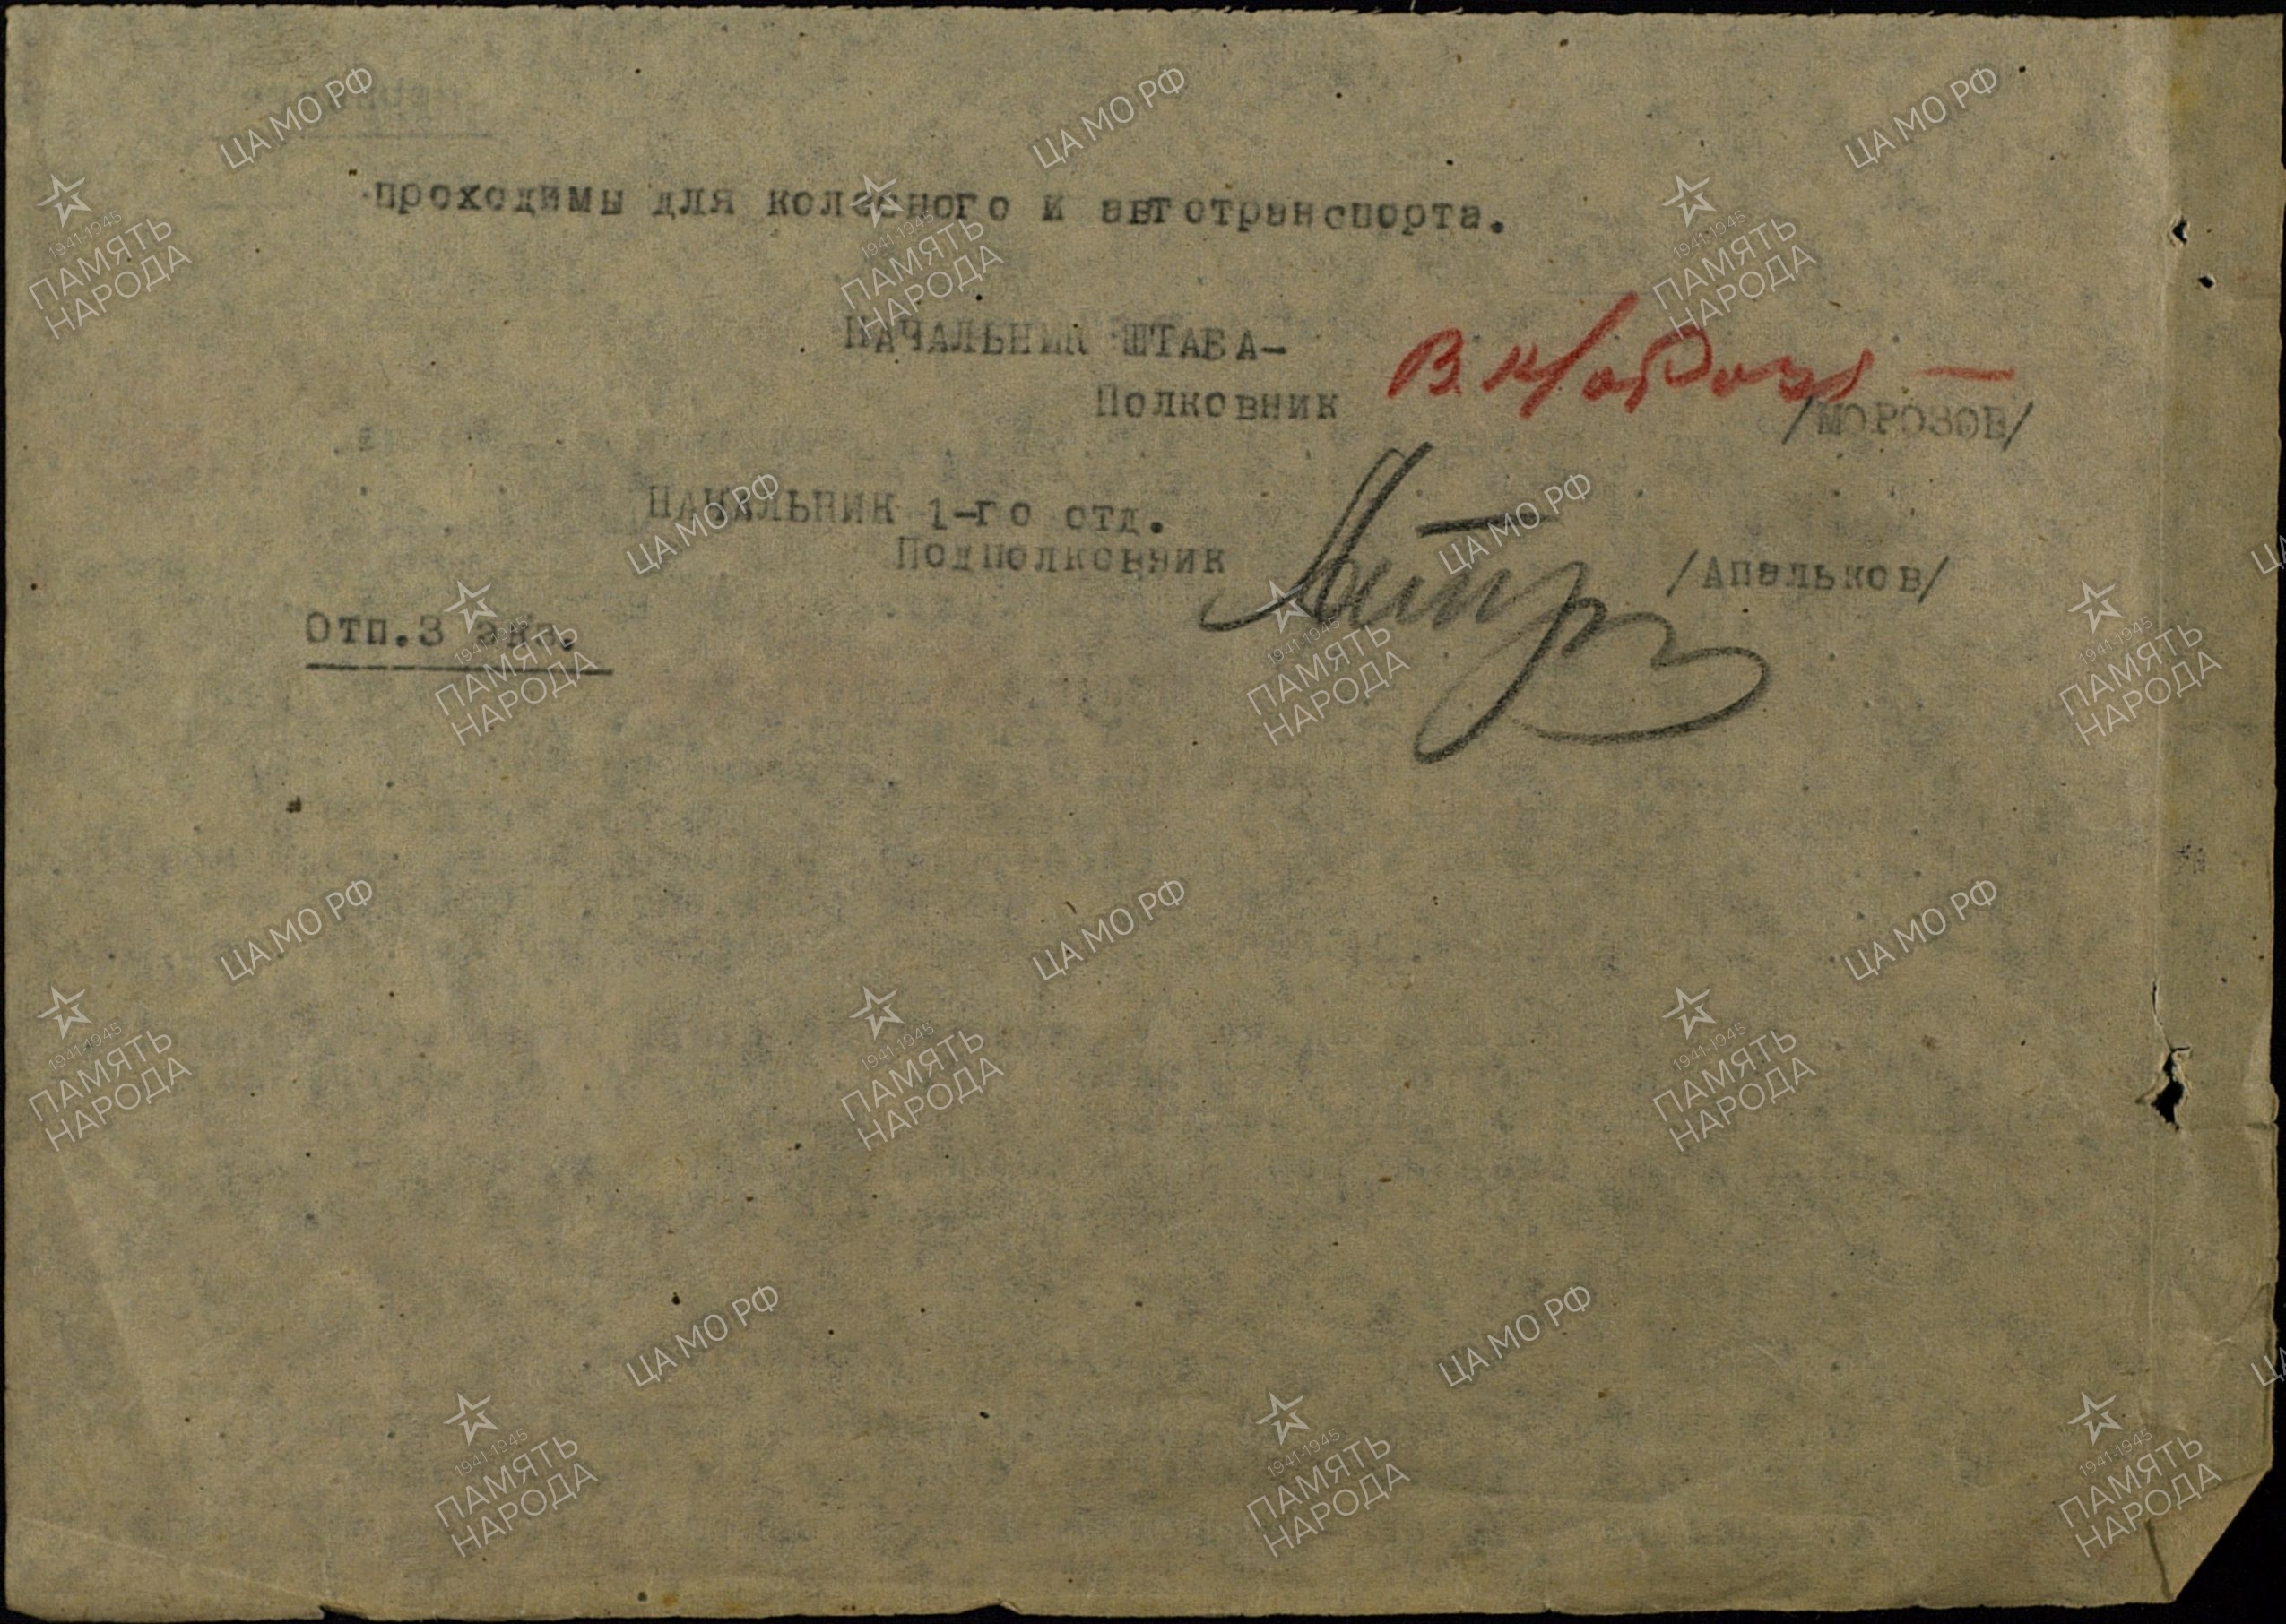 проходимы для колесного и автотранспорта.
НАЧАЛЬНИК ШТАБА-
Полковник
/МОРОЗОВ/
НАЧАЛЬНИК 1-го отд.
Подполковник
/Апальков/
Отп.3 экз.
ЦА МО РФ
1941-1945
ПАМЯТЬ
НАРОДА